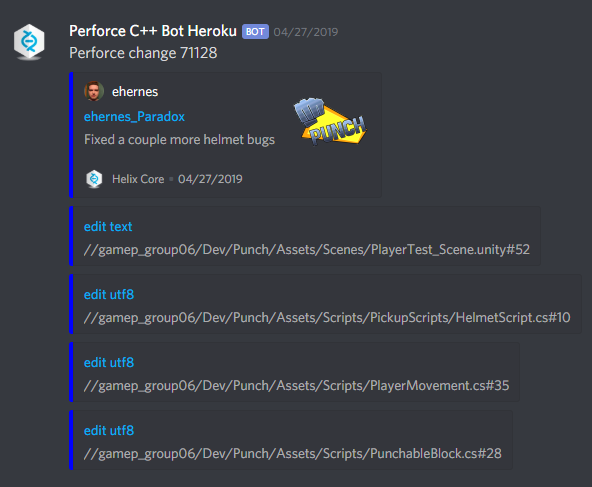 Perforce C++ Bot Heroku BOT 04/27/2019
Perforce change 71128
ehernes
ehernes_Paradox
PUNCH
Fixed a couple more helmet bugs
Helix Core • 04/27/2019
edit text
//gamep_group06/Dev/Punch/Assets/Scenes/PlayerTest_Scene.unity#52
edit utf8
//gamep_group06/Dev/Punch/Assets/Scripts/PickupScripts/HelmetScript.cs#10
edit utf8
//gamep_group06/Dev/Punch/Assets/Scripts/PlayerMovement.cs#35
edit utf8
//gamep_group06/Dev/Punch/Assets/Scripts/PunchableBlock.cs#28